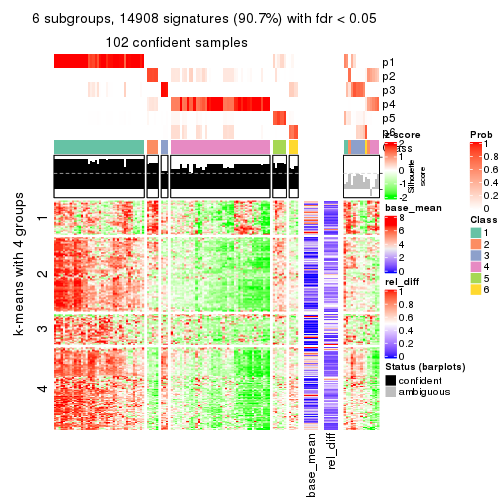 6 subgroups, 14908 signatures (90.7%) with fdr < 0.05
102 confident samples
p1
p2
p3
p4
p5
p6
Class
z-score
2
1
0
-1
-2
Silhouette
score
Prob
1
0.8
0.6
0.4
0.2
0
base_mean
8
6
4
2
0
Class
1
2
3
4
5
6
rel_diff
1
0.8
0.6
0.4
0.2
0
Status (barplots)
confident
ambiguous
k-means with 4 groups
1
2
3
4
base_mean
rel_diff